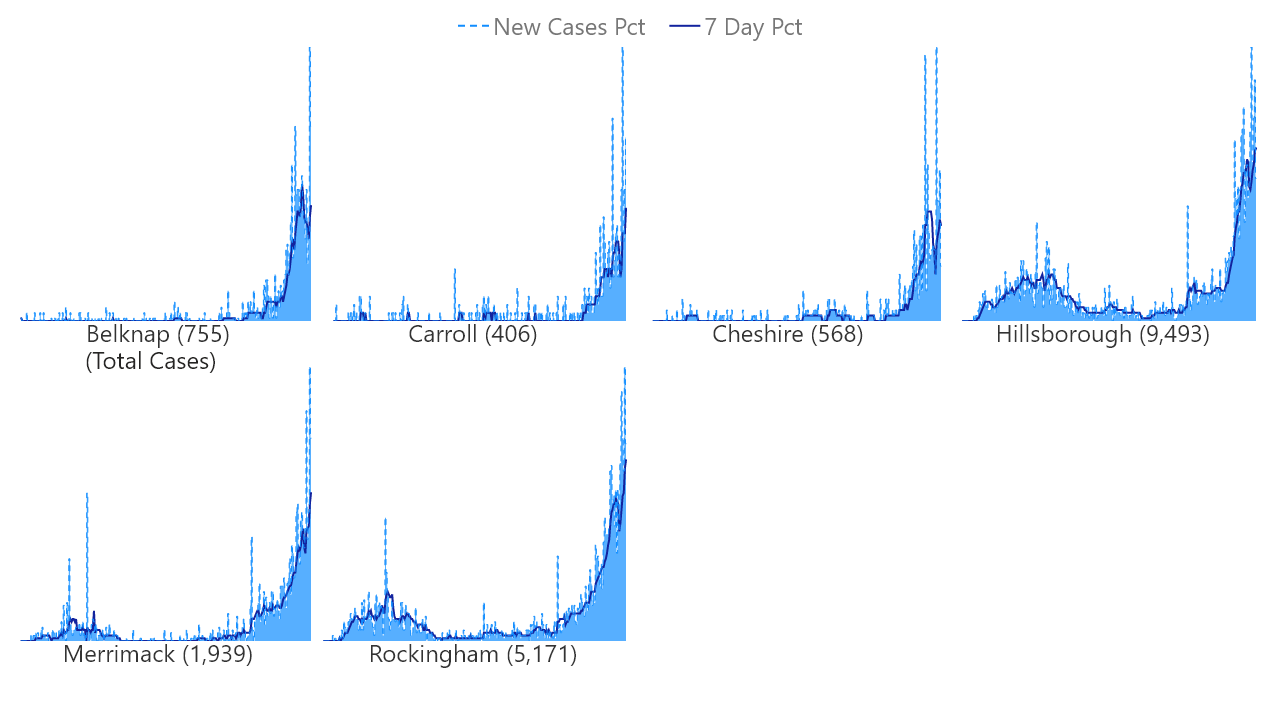 New Cases Pct 7 Day Pct
Belknap (755) Carroll (406) Cheshire (568) Hillsborough (9,493)
(Total Cases)
Merrimack (1,939) Rockingham (5,171)